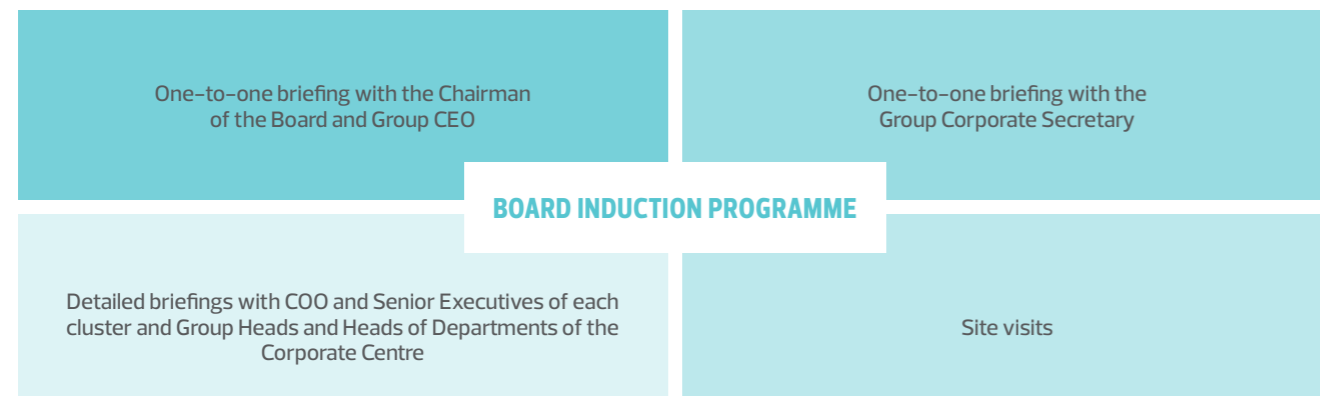 One-to-one briefing with the Chairman
of the Board and Group CEO
One-to-one briefing with the
Group Corporate Secretary
BOARD INDUCTION PROGRAMME
Detailed briefings with COO and Senior Executives of each
cluster and Group Heads and Heads of Departments of the
Corporate Centre
Site visits